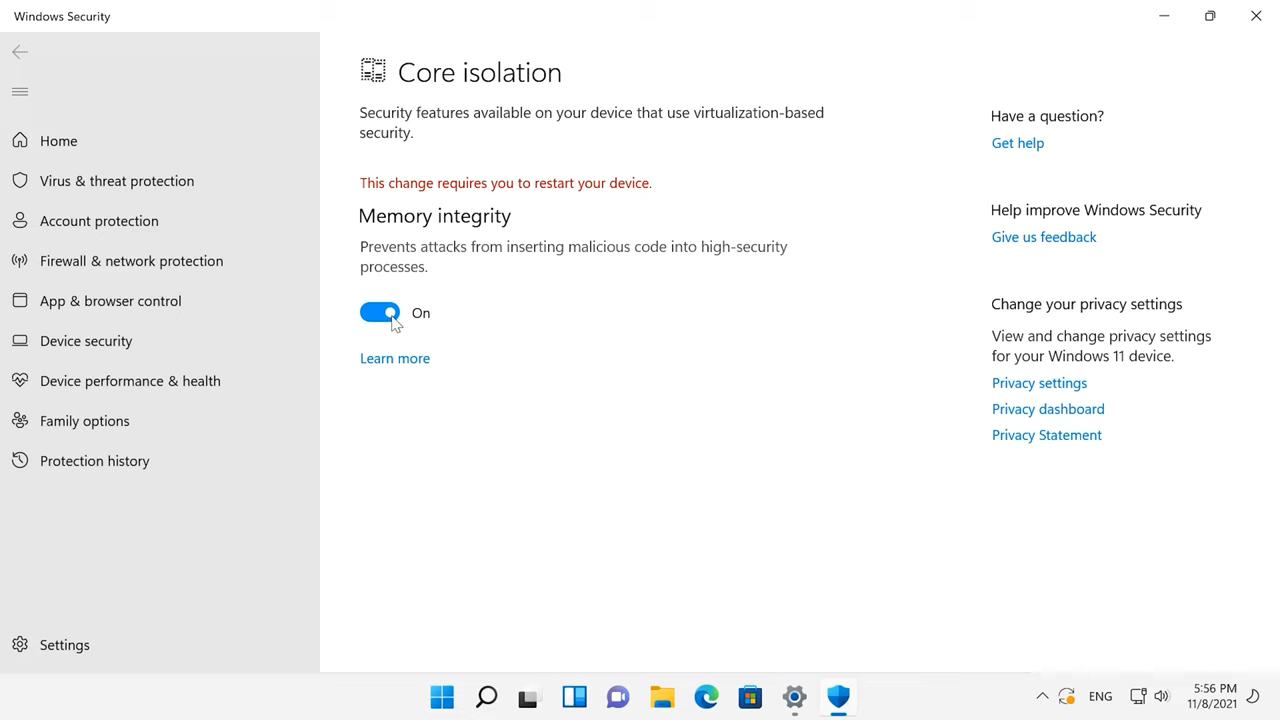 Windows Security
Home
Virus & threat protection
Account protection
Firewall & network protection
App & browser control
Device security
Device performance & health
Family options
Protection history
Settings
Core isolation
Security features available on your device that use virtualization-based
security.
This change requires you to restart your device.
Memory integrity
Prevents attacks from inserting malicious code into high-security
processes.
On
Learn more
Have a question?
Get help
Help improve Windows Security
Give us feedback
Change your privacy settings
View and change privacy settings
for your Windows 11 device.
Privacy settings
Privacy dashboard
Privacy Statement
ENG
5:56 PM
11/8/2021